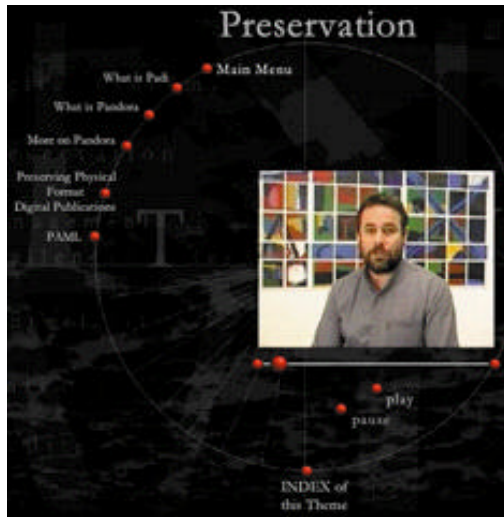 Preservation
Main Menu
What is Padi
What is Pandora
More on Pandora
Preserving Physical
Format
Digital Publications
PAML
play
pause
INDEX of
this Theme